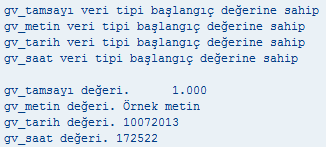 gv_tamsayı veri tipi başlangıç değerine sahip
gv_metin veri tipi başlangıç değerine sahip
gv_tarih veri tipi başlangıç değerine sahip
gv_saat veri tipi başlangıç değerine sahip
gv_tamsayı değeri. 1.000
gv_metin değeri. Örnek metin
gv_tarih değeri. 10072013
gv_saat değeri. 172522